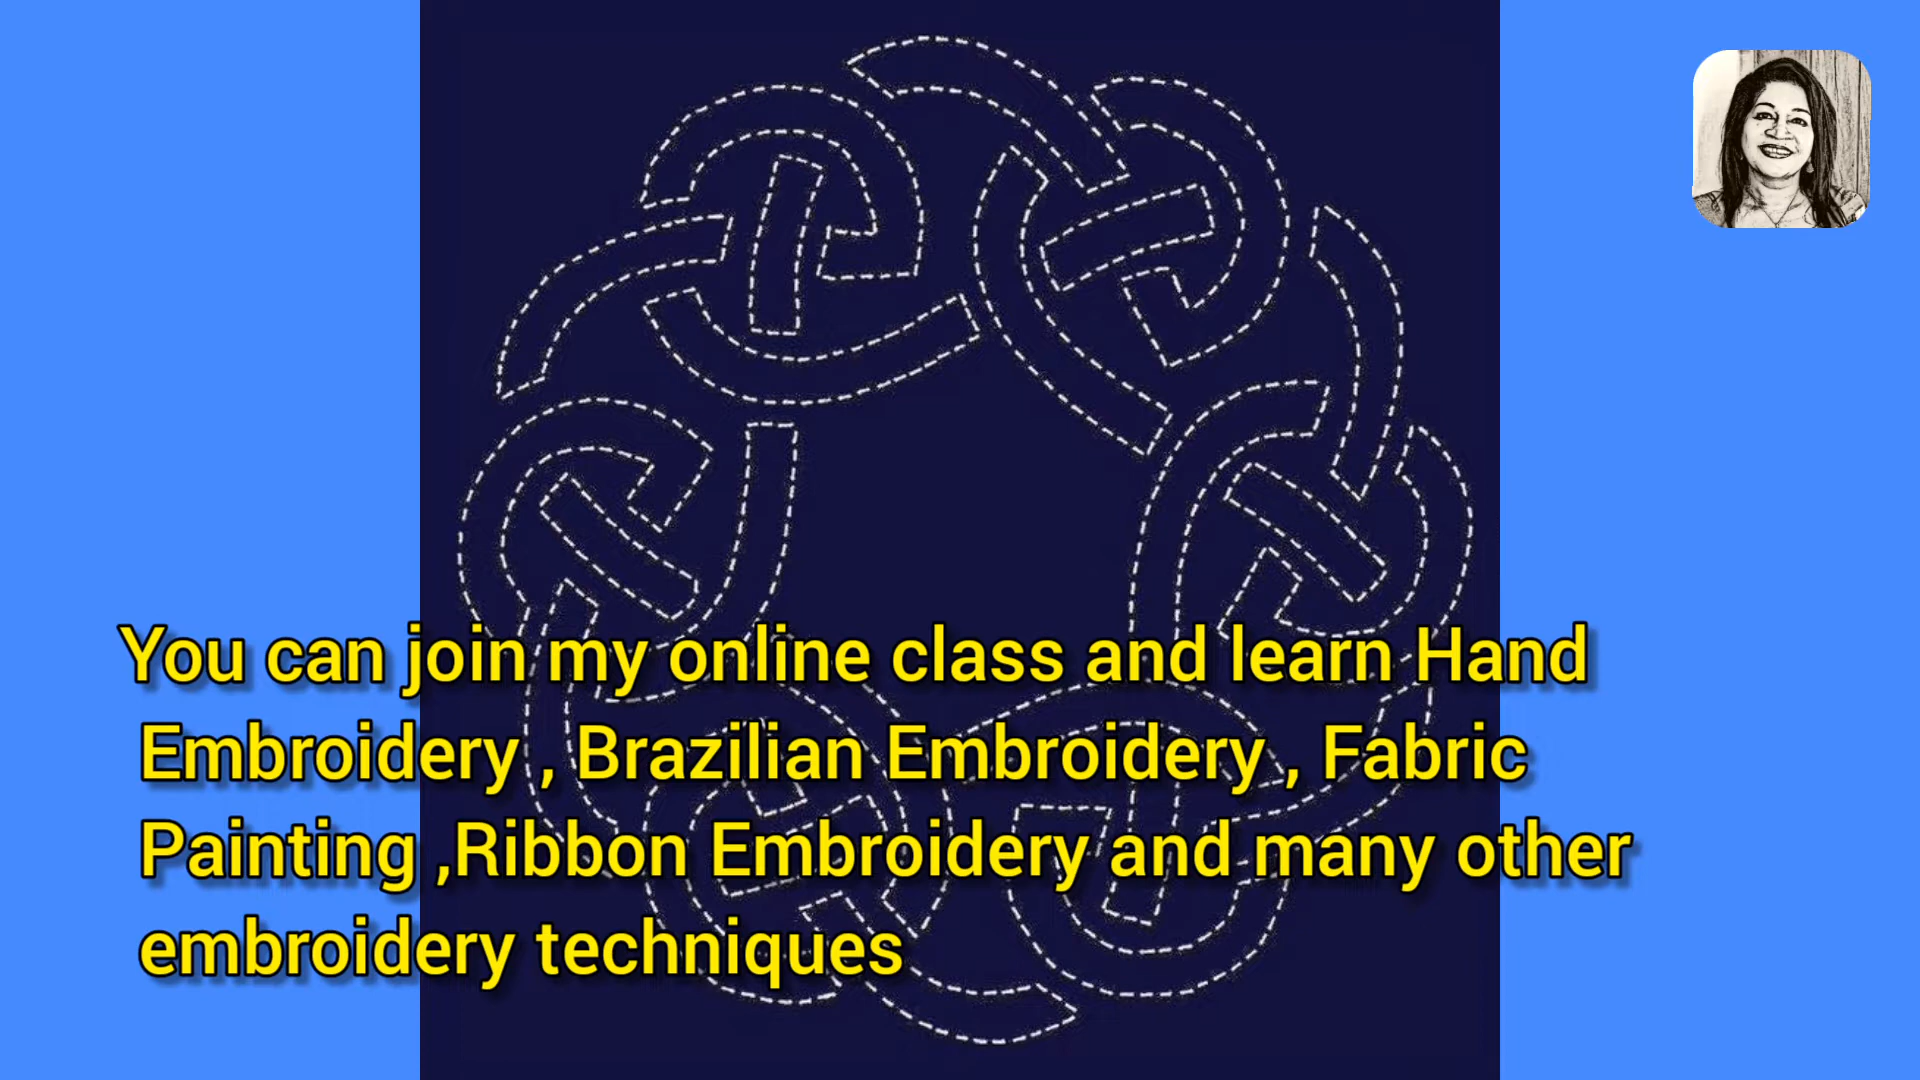 You can join my online class and learn Hand
Embroidery , Brazilian Embroidery , Fabric
Painting ,Ribbon Embroidery and many other
embroidery techniques